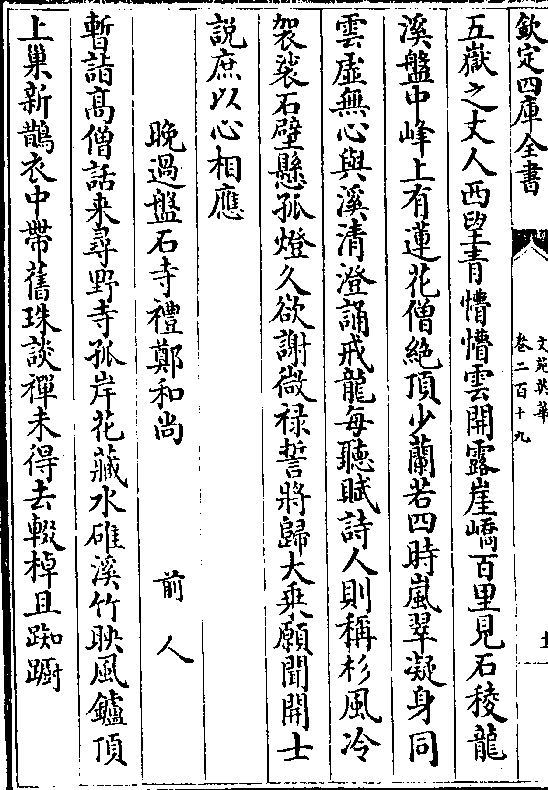 欽定四庫全書
文苑英華
卷二百十九
五嶽之丈人西望青懵懵雲開露崖嶠百里見石稜龍
溪盤中峰上有蓮花僧絶頂少蘭若四時嵐翠凝身同
雲虛無心與溪清澄誦戒龍每聽賦詩人則稱杉風冷
袈裟石壁懸孤燈久欲謝微禄誓將歸大乘願聞開士
說庶以心相應
晚過盤石寺禮鄭和尚 前人
暫詣髙僧話来尋野寺孤岸花藏水碓溪竹映風鑪頂
上巢新鵲衣中帶舊珠談禪未得去輟棹且踟蹰